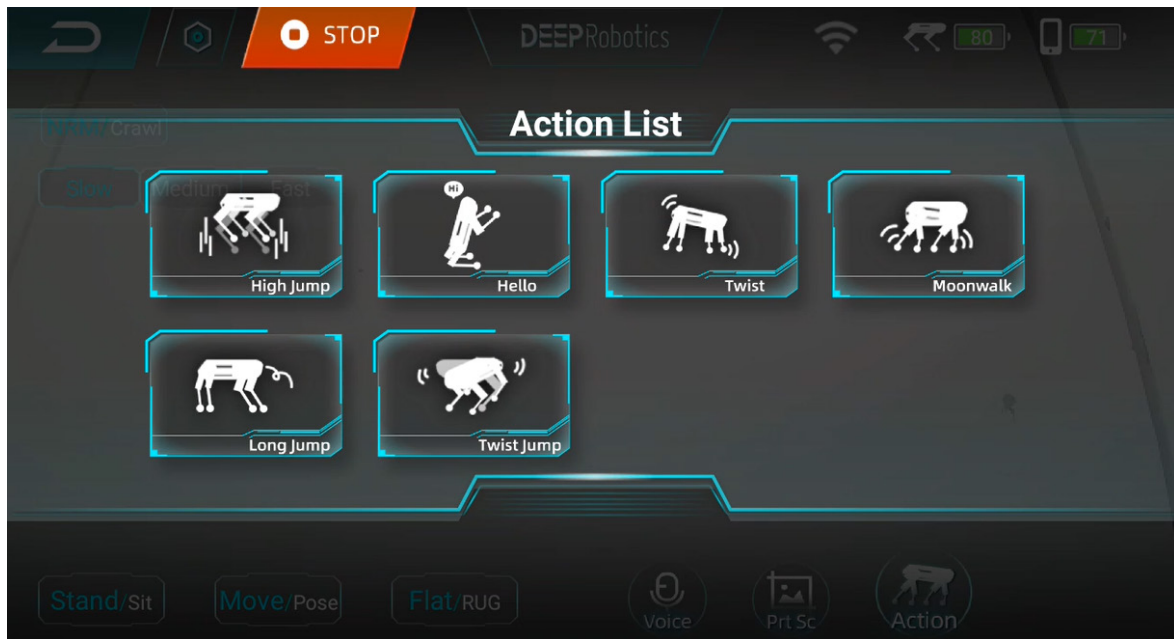 STOP
DEEPRobotics
80
71
NRM/Crawl
Action List
Slow
Medium
Fast
Hi
High Jump
Hello
Twist
Moonwalk
Long Jump
Twist Jump
Stand/Sit
Move/Pose
Flat/RUG
Voice
Prt Sc
Action